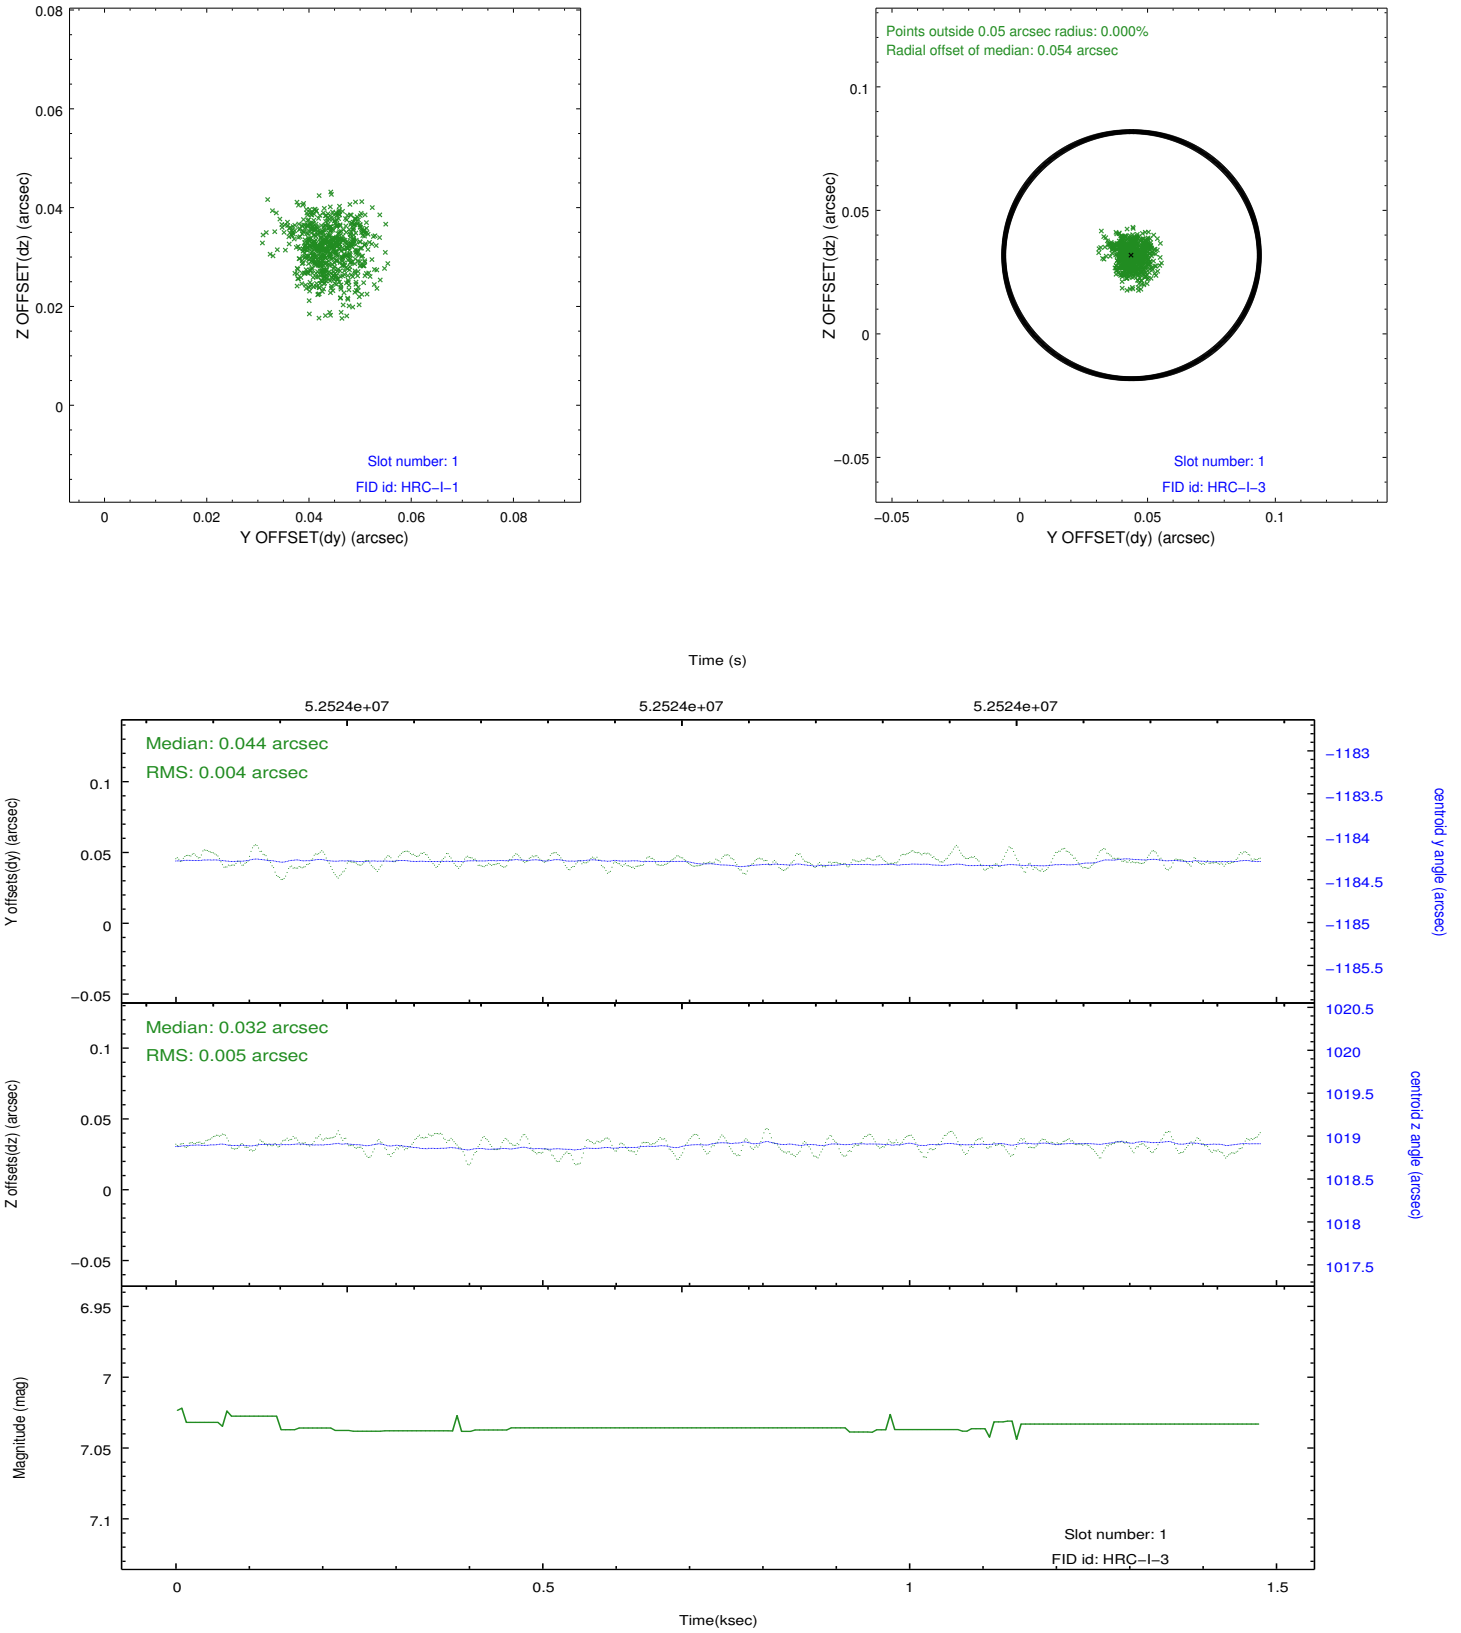 0.08
0.06
0.04
0.02
0
Z OFFSET(dz) (arcsec)
Slot number: 1
FID id: HRC−I−1
0 0.02 0.04 0.06 0.08
Y OFFSET(dy) (arcsec)
Points outside 0.05 arcsec radius: 0.000%
Radial offset of median: 0.054 arcsec
0.1
0.05
0
−0.05
Z OFFSET(dz) (arcsec)
Slot number: 1
FID id: HRC−I−3
−0.05 0 0.05 0.1
Y OFFSET(dy) (arcsec)
Time (s)
5.2524e+07 5.2524e+07 5.2524e+07
Median: 0.044 arcsec
RMS: 0.004 arcsec
0.1
0.05
0
−0.05
Y offsets(dy) (arcsec)
−1183
−1183.5
−1184
−1184.5
−1185
−1185.5
centroid y angle (arcsec)
Median: 0.032 arcsec
RMS: 0.005 arcsec
0.1
0.05
0
−0.05
Z offsets(dz) (arcsec)
1020.5
1020
1019.5
1019
1018.5
1018
1017.5
centroid z angle (arcsec)
6.95
7
7.05
7.1
Magnitude (mag)
Slot number: 1
FID id: HRC−I−3
0 0.5 1 1.5
Time(ksec)